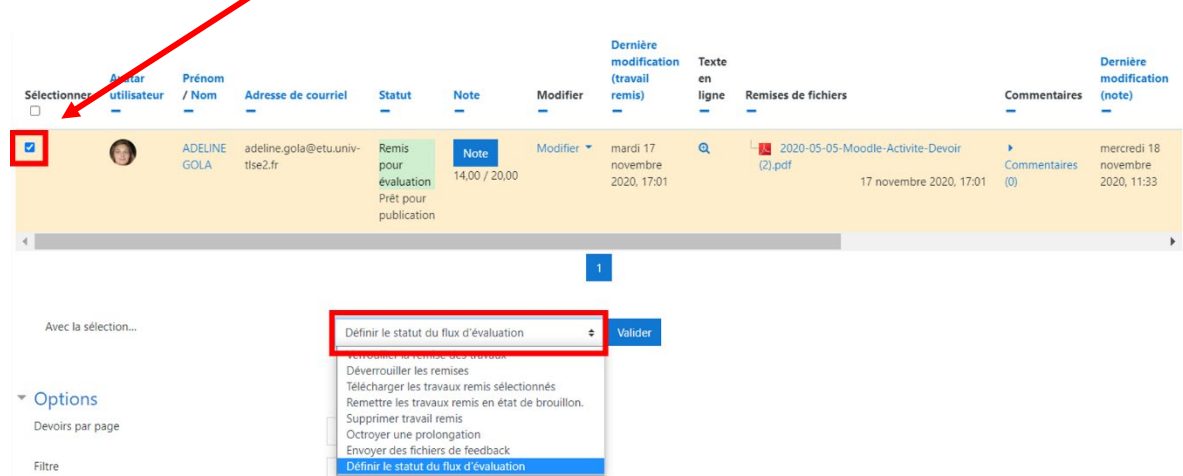 Sélectionner
Avatar
utilisateur
Prénom
/ Nom
Adresse de courriel
Statut
Note
Modifier
Dernière
modification
(travail
remis)
Texte
en
ligne
Remises de fichiers
Commentaires
Dernière
modification
(note)
ADELINE
GOLA
adeline.gola@etu.univ-
tlse2.fr
Remis
pour
évaluation
Prêt pour
publication
Note
14,00 / 20,00
Modifier
mardi 17
novembre
2020, 17:01
2020-05-05-Moodle-Activite-Devoir
(2).pdf
17 novembre 2020, 17:01
Commentaires
(0)
mercredi 18
novembre
2020, 11:33
1
Avec la sélection...
Définir le statut du flux d'évaluation
Valider
Verrouiller la remise des travaux
Déverrouiller les remises
Télécharger les travaux remis sélectionnés
Remettre les travaux remis en état de brouillon.
Supprimer travail remis
Octroyer une prolongation
Envoyer des fichiers de feedback
Définir le statut du flux d'évaluation
Options
Devoirs par page
Filtre